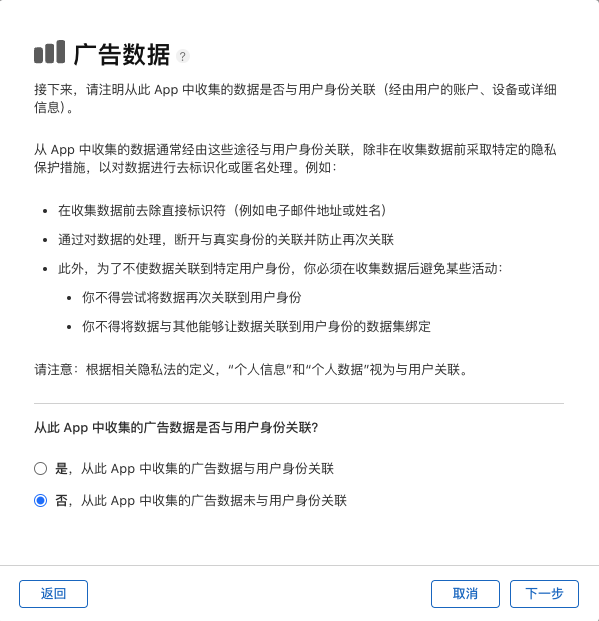 广告数据 ?
接下来，请注明从此 App 中收集的数据是否与用户身份关联（经由用户的账户、设备或详细
信息）。
从 App 中收集的数据通常经由这些途径与用户身份关联，除非在收集数据前采取特定的隐私
保护措施，以对数据进行去标识化或匿名处理。例如：
• 在收集数据前去除直接标识符（例如电子邮件地址或姓名）
• 通过对数据的处理，断开与真实身份的关联并防止再次关联
• 此外，为了不使数据关联到特定用户身份，你必须在收集数据后避免某些活动：
• 你不得尝试将数据再次关联到用户身份
• 你不得将数据与其他能够让数据关联到用户身份的数据集绑定
请注意：根据相关隐私法的定义，“个人信息”和“个人数据”视为与用户关联。
从此 App 中收集的广告数据是否与用户身份关联？
是，从此 App 中收集的广告数据与用户身份关联
否，从此 App 中收集的广告数据未与用户身份关联
返回 取消 下一步